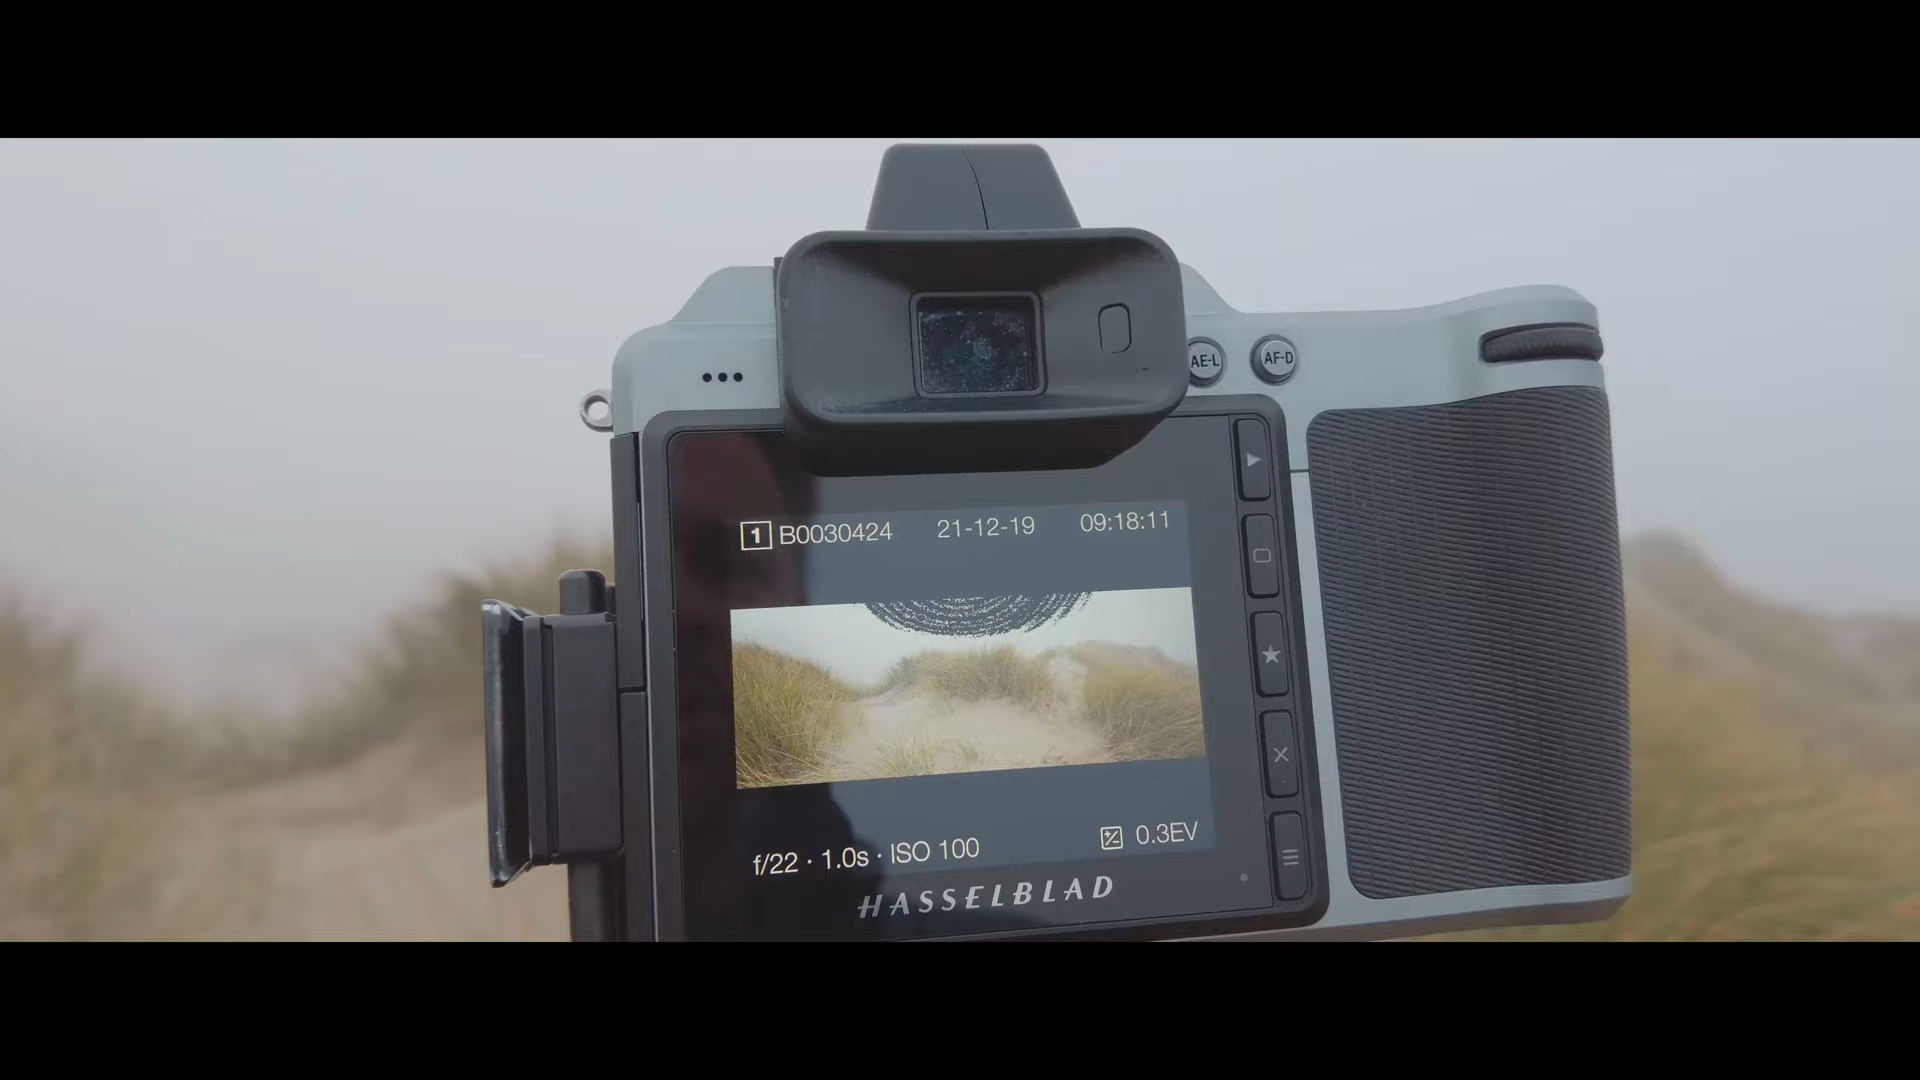 AE-L AF-D
1 B0030424 21-12-19 09:18:11
f/22 · 1.0s · ISO 100 0.3EV
HASSELBLAD